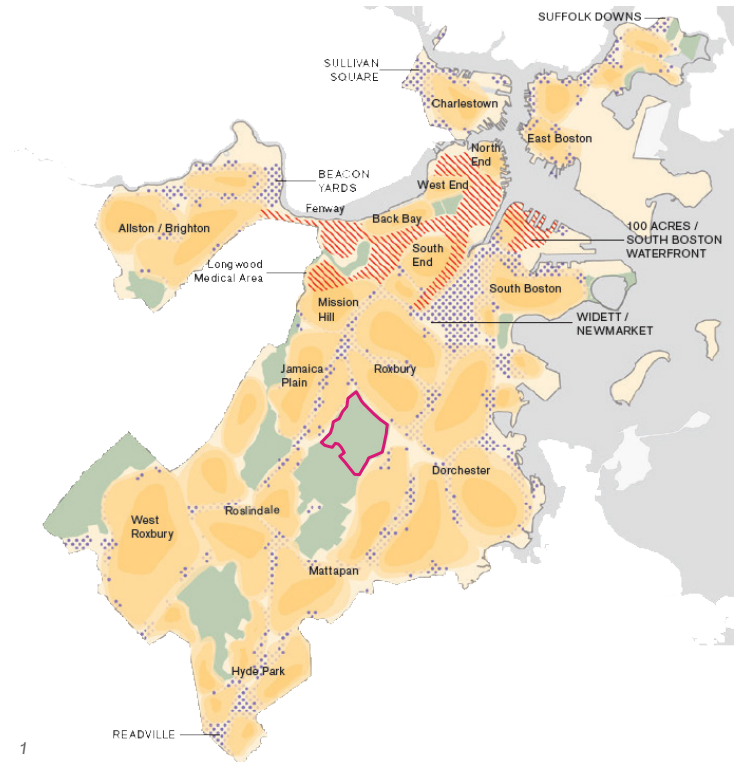 SUFFOLK DOWNS
SULLIVAN
SQUARE
Charlestown
East Boston
North
End
BEACON
YARDS
West End
Fenway
Back Bay
Allston / Brighton
100 ACRES /
SOUTH BOSTON
WATERFRONT
South
End
Longwood
Medical Area
South Boston
Mission
Hill
WIDETT /
NEWMARKET
Jamaica
Plain
Roxbury
Dorchester
Roslindale
West
Roxbury
Mattapan
Hyde Park
READVILLE
1